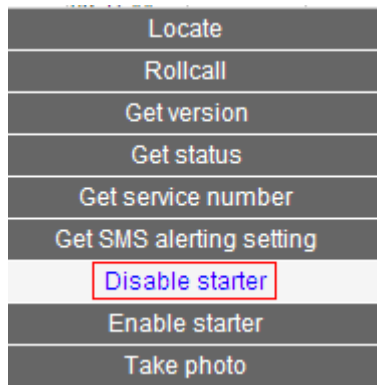 Locate
Rollcall
Get version
Get status
Get service number
Get SMS alerting setting
Disable starter
Enable starter
Take photo